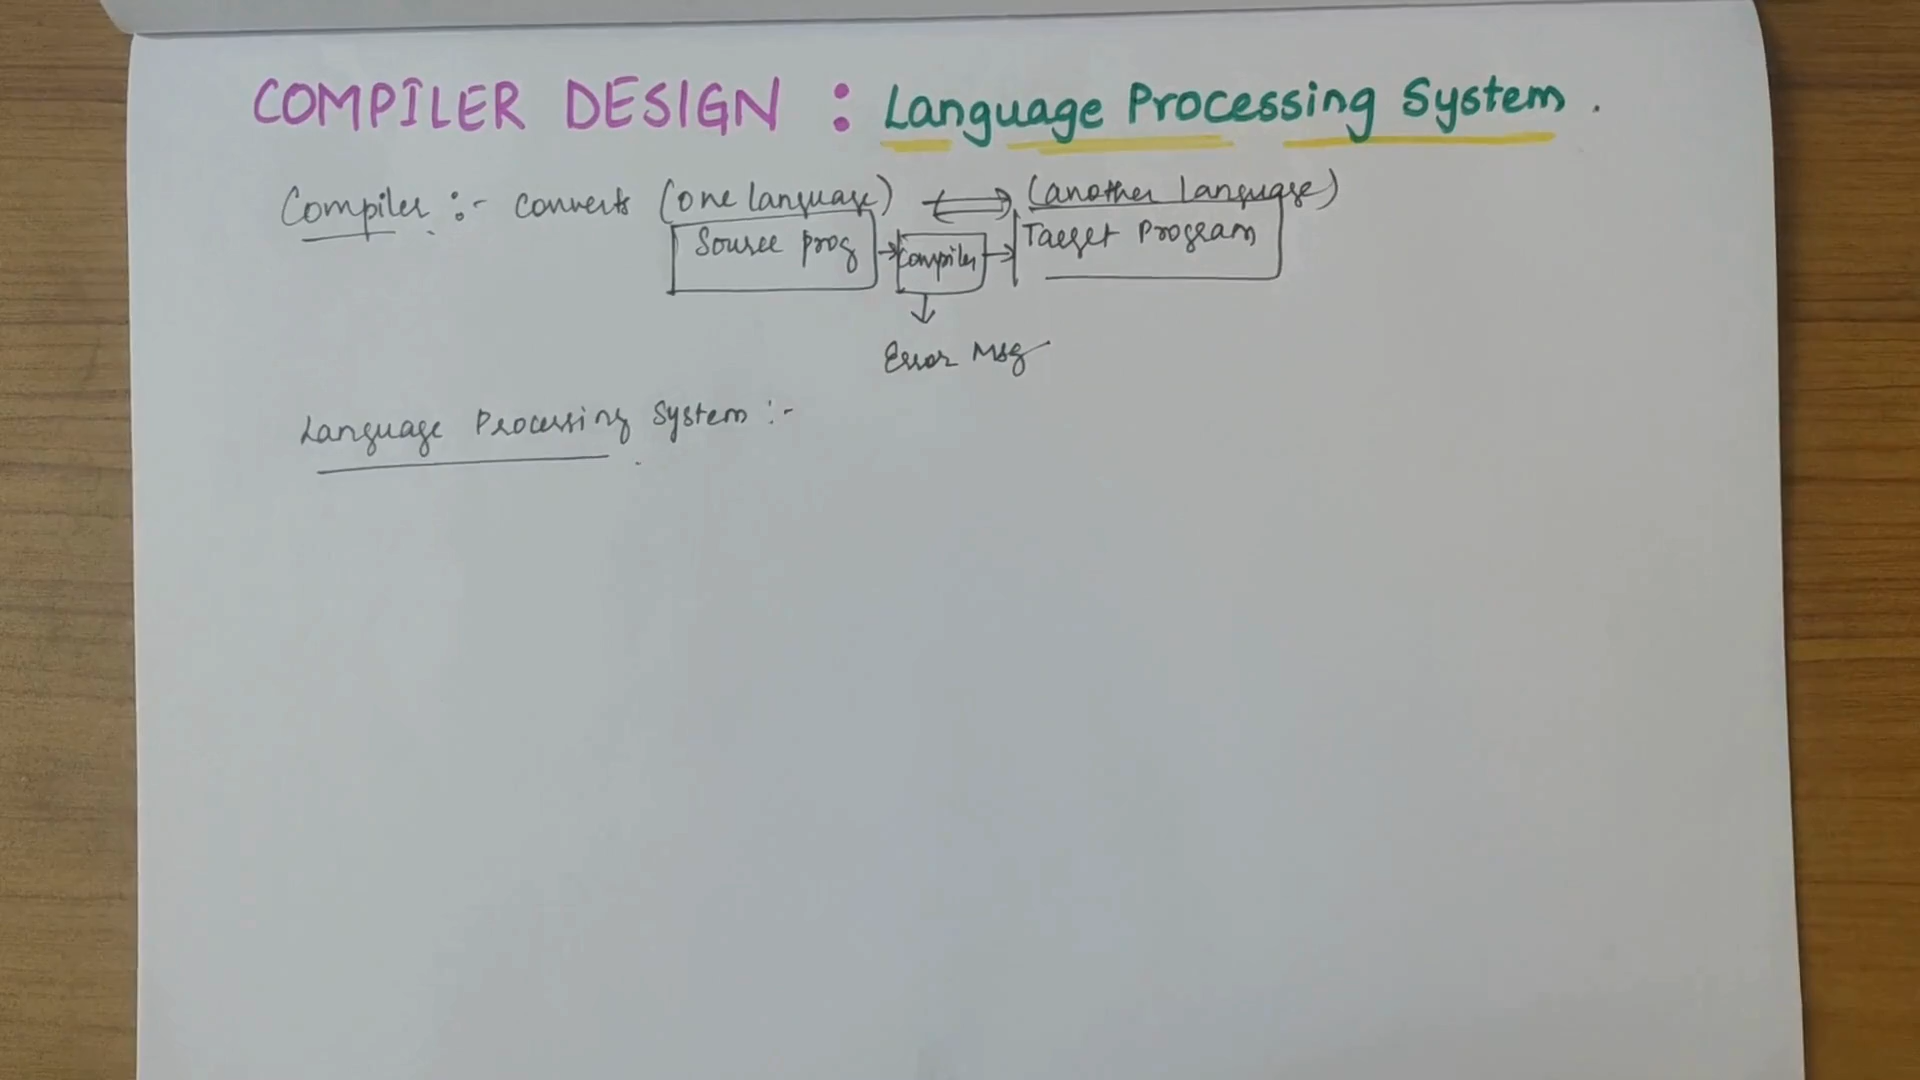 COMPILER DESIGN : Language Processing System .
Compiler :- converts (one language) (another language)
Source prog → compiler → Target Program
Error Msg
Language Processing System :-